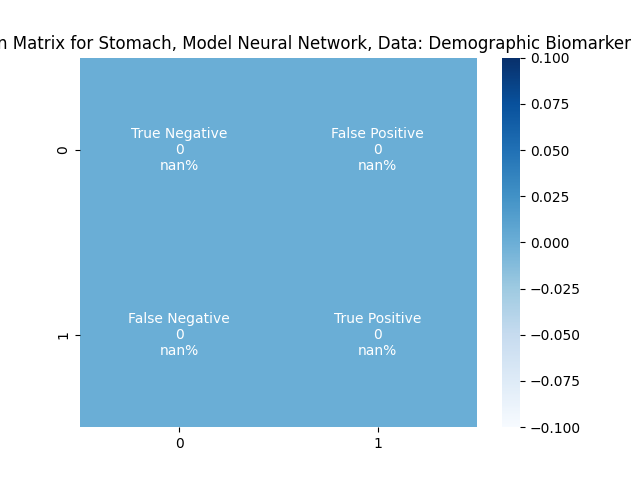 n Matrix for Stomach, Model Neural Network, Data: Demographic Biomarker
True Negative
0
nan%
False Positive
0
nan%
False Negative
0
nan%
True Positive
0
nan%
0
1
0
1
0.100
0.075
0.050
0.025
0.000
−0.025
−0.050
−0.075
−0.100